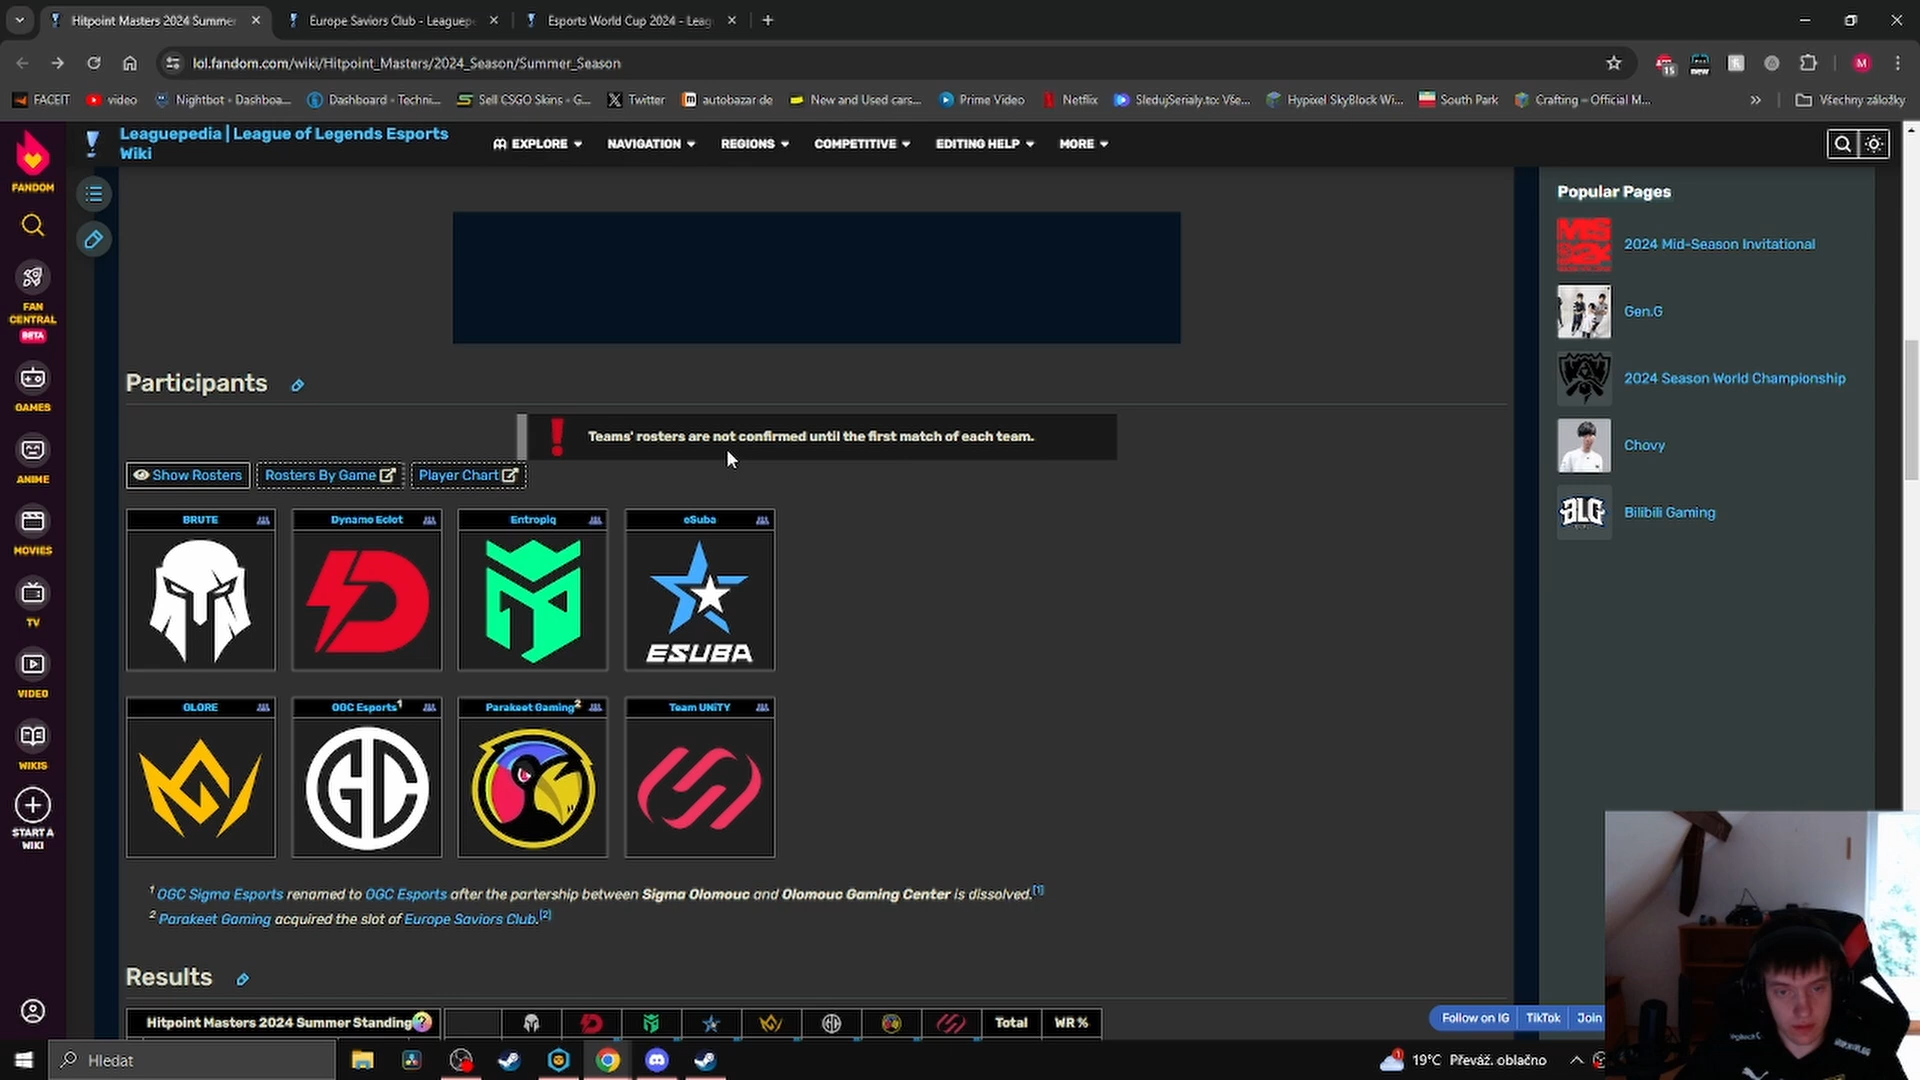 Hitpoint Masters 2024 Summer
Europe Saviors Club - Leaguep
Esports World Cup 2024 - Leag
lol.fandom.com/wiki/Hitpoint_Masters/2024_Season/Summer_Season
15
new
M
FACEIT
video
Nightbot - Dashboa...
Dashboard - Techni...
Sell CSGO Skins - G...
Twitter
autobazar de
New and Used cars...
Prime Video
Netflix
SledujSerialy.to: Vše...
Hypixel SkyBlock Wi...
South Park
Crafting – Official M...
»
Všechny záložky
FANDOM
FAN
CENTRAL
BETA
GAMES
ANIME
MOVIES
TV
VIDEO
WIKIS
START A
WIKI
Leaguepedia | League of Legends Esports
Wiki
EXPLORE
NAVIGATION
REGIONS
COMPETITIVE
EDITING HELP
MORE
Participants
Teams' rosters are not confirmed until the first match of each team.
Show Rosters
Rosters By Game
Player Chart
BRUTE
Dynamo Eclot
Entropiq
eSuba
ESUBA
GLORE
OGC Esports1
Parakeet Gaming2
Team UNiTY
1 OGC Sigma Esports renamed to OGC Esports after the partership between Sigma Olomouc and Olomouc Gaming Center is dissolved.[1]
2 Parakeet Gaming acquired the slot of Europe Saviors Club.[2]
Results
Hitpoint Masters 2024 Summer Standing
Total
WR %
Popular Pages
2024 Mid-Season Invitational
Gen.G
2024 Season World Championship
Chovy
BLG
Bilibili Gaming
Follow on IG
TikTok
Join
Hledat
1
19°C Převáž. oblačno